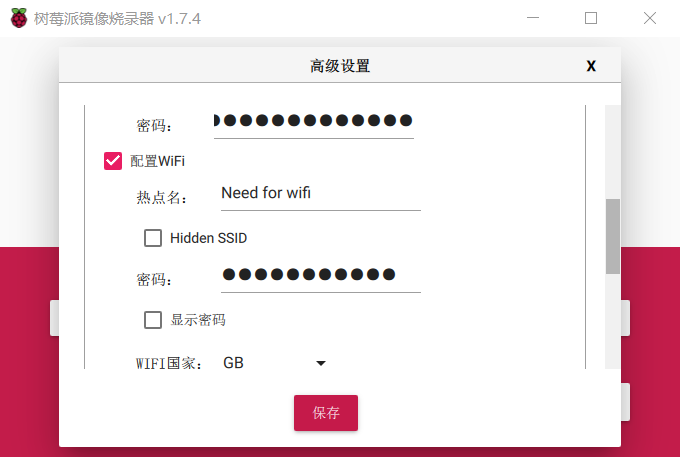 树莓派镜像烧录器 v1.7.4
高级设置
X
密码：
配置WiFi
热点名：
Need for wifi
Hidden SSID
密码：
显示密码
WIFI国家：
GB
保存